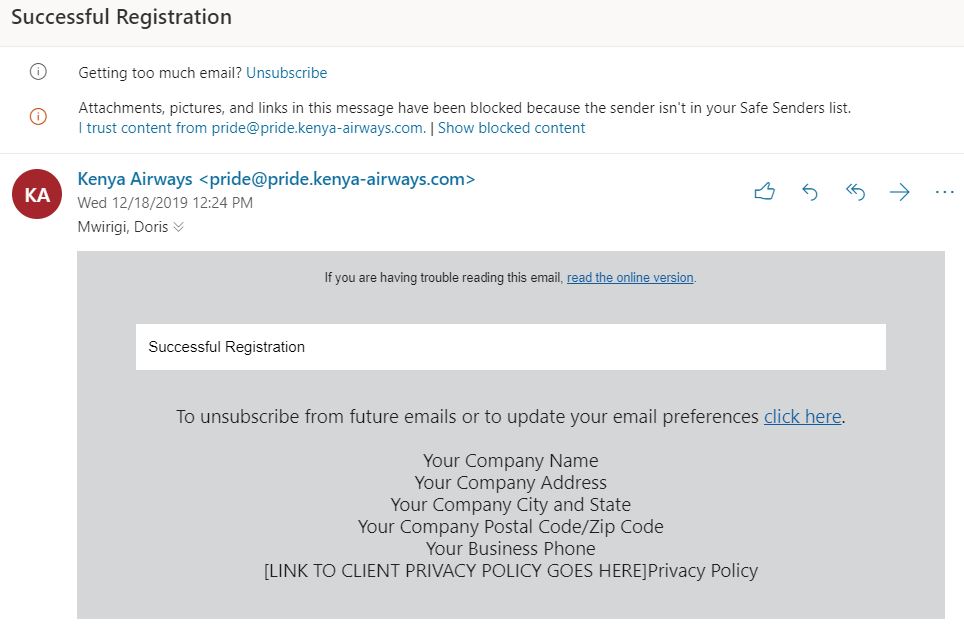 Successful Registration
Getting too much email? Unsubscribe
Attachments, pictures, and links in this message have been blocked because the sender isn't in your Safe Senders list.
I trust content from pride@pride.kenya-airways.com. | Show blocked content
KA
Kenya Airways <pride@pride.kenya-airways.com>
Wed 12/18/2019 12:24 PM
Mwirigi, Doris
If you are having trouble reading this email, read the online version.
Successful Registration
To unsubscribe from future emails or to update your email preferences click here.
Your Company Name
Your Company Address
Your Company City and State
Your Company Postal Code/Zip Code
Your Business Phone
[LINK TO CLIENT PRIVACY POLICY GOES HERE]Privacy Policy